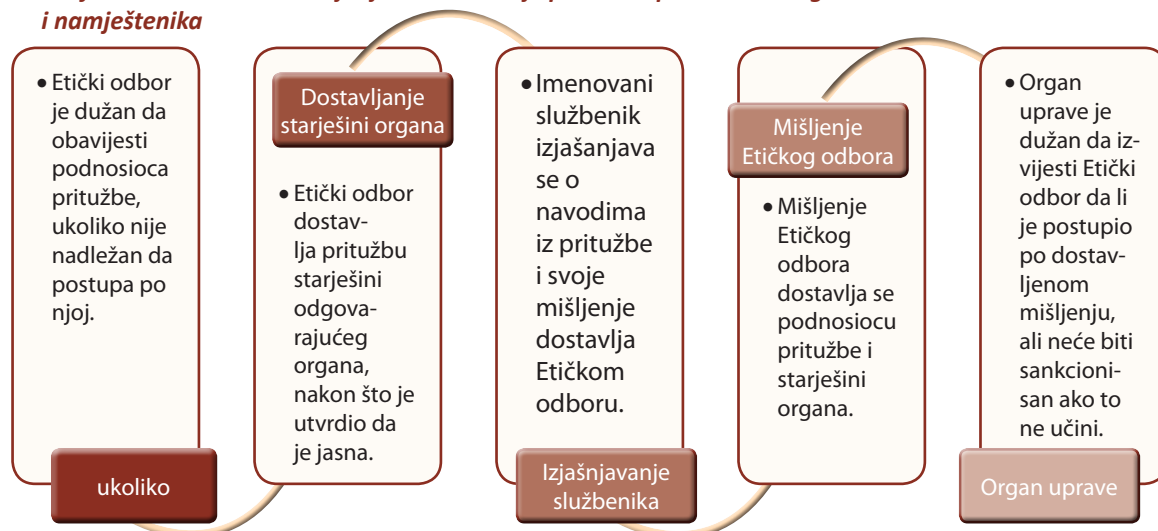 i namještenika
• Etički odbor
je dužan da
obavijesti
podnosioca
pritužbe,
ukoliko nije
nadležan da
postupa po
njoj.
ukoliko
Dostavljanje
starješini organa
• Etički odbor
dostav-
lja pritužbu
starješini
odgova-
rajućeg
organa,
nakon što je
utvrdio da
je jasna.
• Imenovani
službenik
izjašanjava
se o
navodima
iz pritužbe
i svoje
mišljenje
dostavlja
Etičkom
odboru.
Izjašnjavanje
službenika
Mišljenje
Etičkog odbora
• Mišljenje
Etičkog
odbora
dostavlja se
podnosiocu
pritužbe i
starješini
organa.
• Organ
uprave je
dužan da iz-
vijesti Etički
odbor da li
je postupio
po dostav-
ljenom
mišljenju,
ali neće biti
sankcioni-
san ako to
ne učini.
Organ uprave